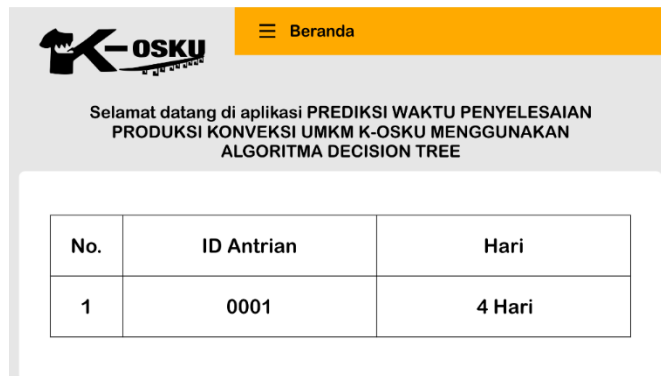 K-OSKU
Beranda
Selamat datang di aplikasi PREDIKSI WAKTU PENYELESAIAN
PRODUKSI KONVEKSI UMKM K-OSKU MENGGUNAKAN
ALGORITMA DECISION TREE
No. ID Antrian Hari
1 0001 4 Hari